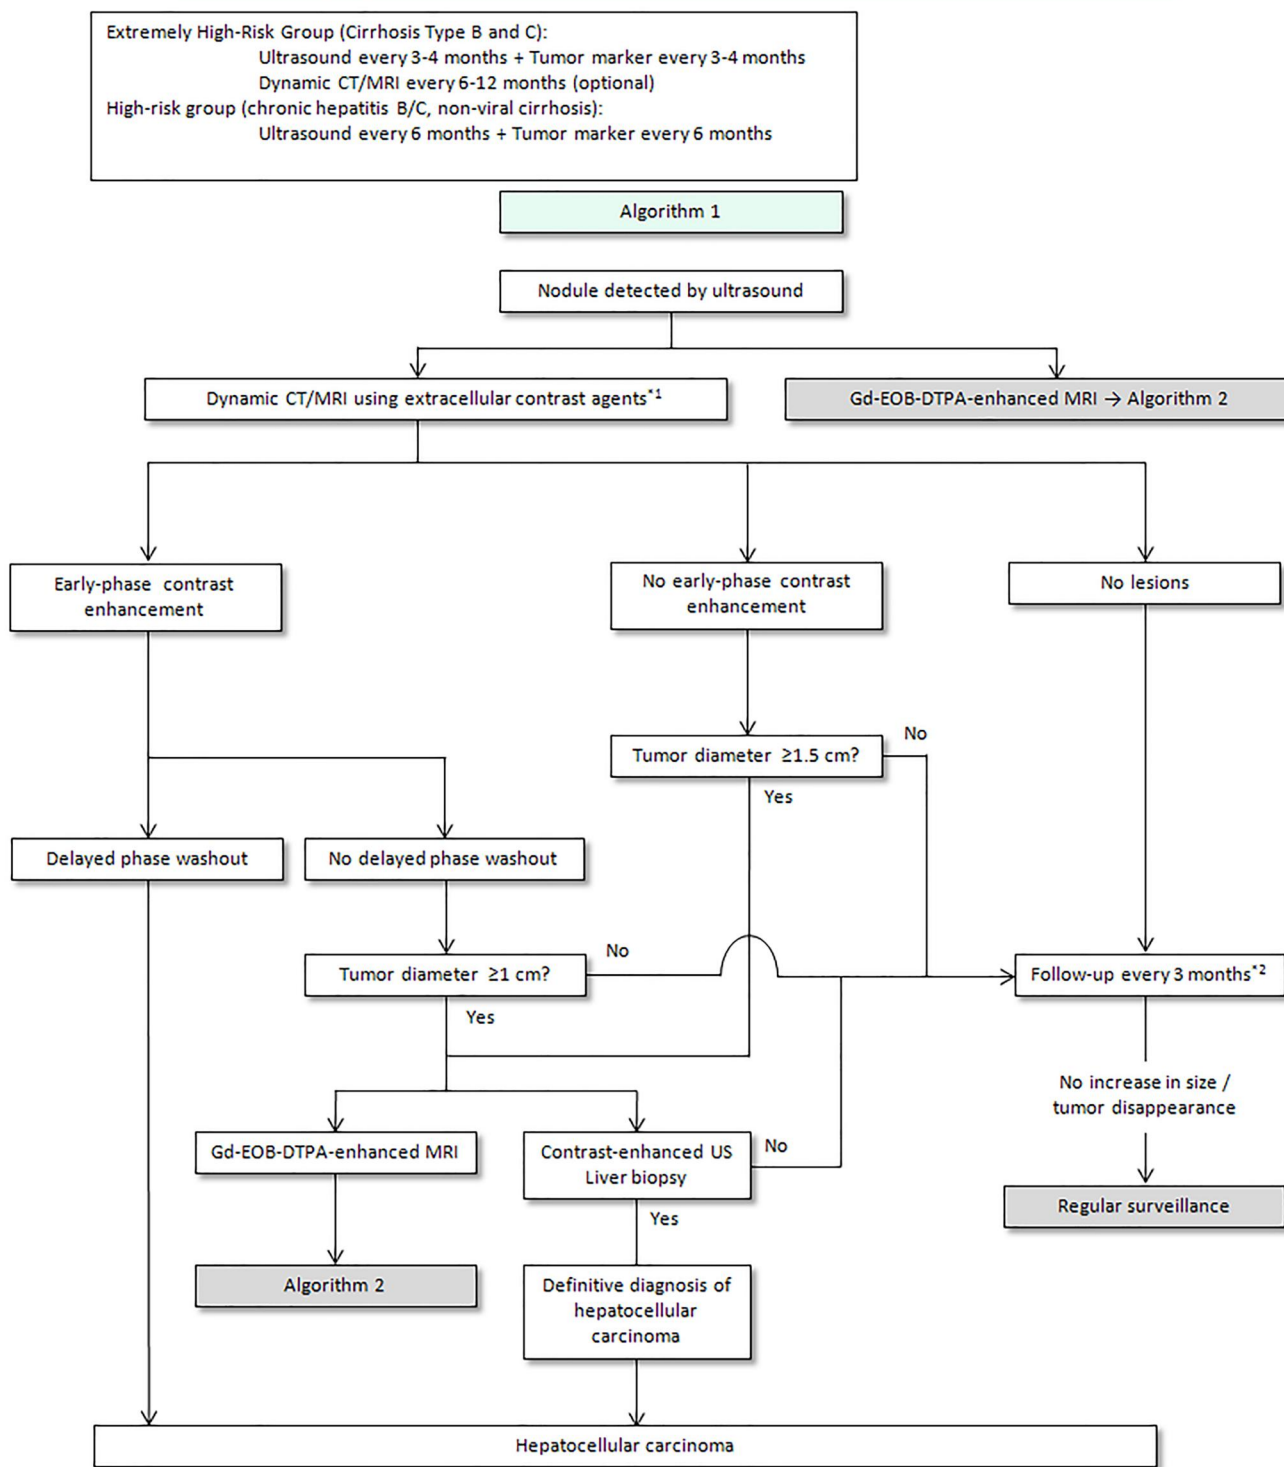 Extremely High-Risk Group (Cirrhosis Type B and C):
Ultrasound every 3-4 months + Tumor marker every 3-4 months
Dynamic CT/MRI every 6-12 months (optional)
High-risk group (chronic hepatitis B/C, non-viral cirrhosis):
Ultrasound every 6 months + Tumor marker every 6 months
Algorithm 1
Nodule detected by ultrasound
Dynamic CT/MRI using extracellular contrast agents*1
Gd-EOB-DTPA-enhanced MRI → Algorithm 2
Early-phase contrast
enhancement
No early-phase contrast
enhancement
No lesions
Tumor diameter ≥1.5 cm?
No
Yes
Delayed phase washout
No delayed phase washout
Tumor diameter ≥1 cm?
No
Yes
Follow-up every 3 months*2
No increase in size /
tumor disappearance
Gd-EOB-DTPA-enhanced MRI
Contrast-enhanced US
Liver biopsy
No
Yes
Regular surveillance
Algorithm 2
Definitive diagnosis of
hepatocellular
carcinoma
Hepatocellular carcinoma